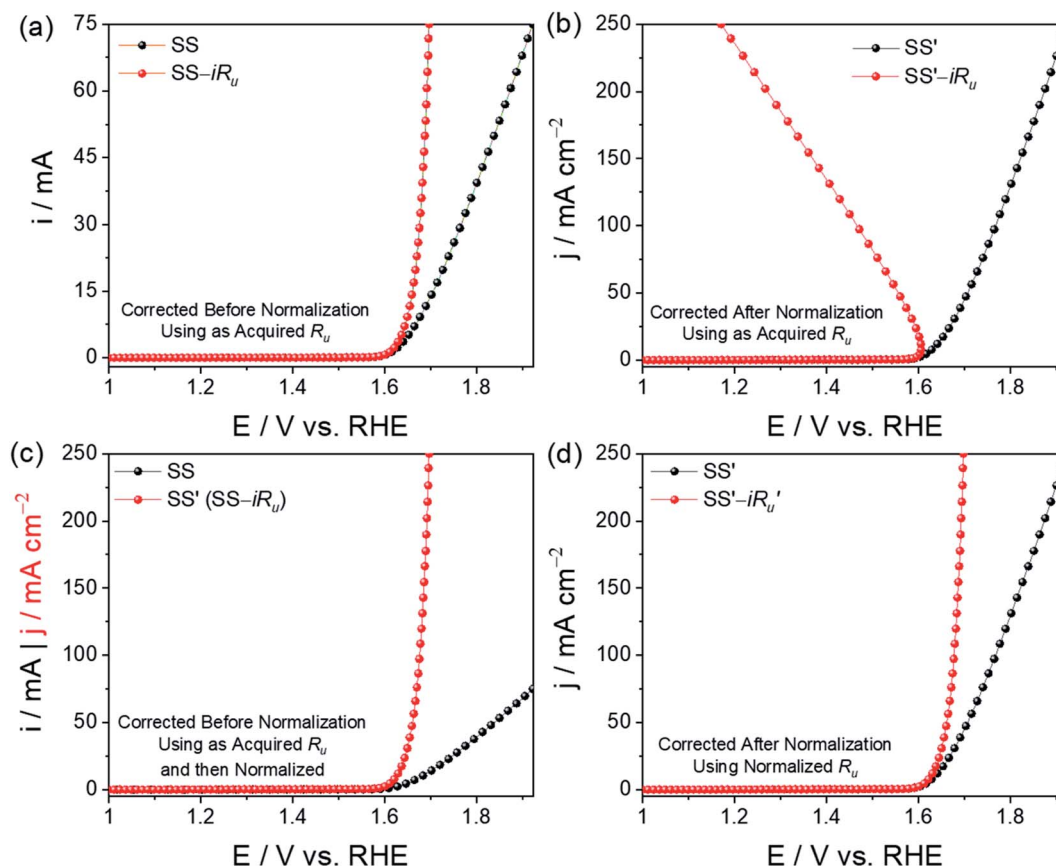 (a)
75
60
45
30
15
0
i / mA
SS
SS–iRu
Corrected Before Normalization
Using as Acquired Ru
1 1.2 1.4 1.6 1.8
E / V vs. RHE
(b)
250
200
150
100
50
0
j / mA cm⁻²
SS'
SS'–iRu
Corrected After Normalization
Using as Acquired Ru
1 1.2 1.4 1.6 1.8
E / V vs. RHE
(c)
250
200
150
100
50
0
i / mA | j / mA cm⁻²
SS
SS' (SS–iRu)
Corrected Before Normalization
Using as Acquired Ru
and then Normalized
1 1.2 1.4 1.6 1.8
E / V vs. RHE
(d)
250
200
150
100
50
0
j / mA cm⁻²
SS'
SS'–iRu'
Corrected After Normalization
Using Normalized Ru
1 1.2 1.4 1.6 1.8
E / V vs. RHE